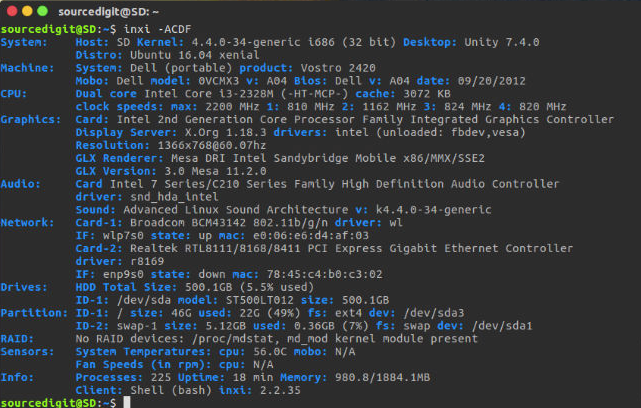 sourcedigit@SD: ~
sourcedigit@SD:~$ inxi -ACDF
System: Host: SD Kernel: 4.4.0-34-generic i686 (32 bit) Desktop: Unity 7.4.0
Distro: Ubuntu 16.04 xenial
Machine: System: Dell (portable) product: Vostro 2420
Mobo: Dell model: 0VCMX3 v: A04 Bios: Dell v: A04 date: 09/20/2012
CPU: Dual core Intel Core i3-2328M (-HT-MCP-) cache: 3072 KB
clock speeds: max: 2200 MHz 1: 810 MHz 2: 1162 MHz 3: 824 MHz 4: 820 MHz
Graphics: Card: Intel 2nd Generation Core Processor Family Integrated Graphics Controller
Display Server: X.Org 1.18.3 drivers: intel (unloaded: fbdev,vesa)
Resolution: 1366x768@60.07hz
GLX Renderer: Mesa DRI Intel Sandybridge Mobile x86/MMX/SSE2
GLX Version: 3.0 Mesa 11.2.0
Audio: Card Intel 7 Series/C210 Series Family High Definition Audio Controller
driver: snd_hda_intel
Sound: Advanced Linux Sound Architecture v: k4.4.0-34-generic
Network: Card-1: Broadcom BCM43142 802.11b/g/n driver: wl
IF: wlp7s0 state: up mac: e0:06:e6:d4:af:03
Card-2: Realtek RTL8111/8168/8411 PCI Express Gigabit Ethernet Controller
driver: r8169
IF: enp9s0 state: down mac: 78:45:c4:b0:c3:02
Drives: HDD Total Size: 500.1GB (5.5% used)
ID-1: /dev/sda model: ST500LT012 size: 500.1GB
Partition: ID-1: / size: 46G used: 22G (49%) fs: ext4 dev: /dev/sda3
ID-2: swap-1 size: 5.12GB used: 0.36GB (7%) fs: swap dev: /dev/sda1
RAID: No RAID devices: /proc/mdstat, md_mod kernel module present
Sensors: System Temperatures: cpu: 56.0C mobo: N/A
Fan Speeds (in rpm): cpu: N/A
Info: Processes: 225 Uptime: 18 min Memory: 980.8/1884.1MB
Client: Shell (bash) inxi: 2.2.35
sourcedigit@SD:~$